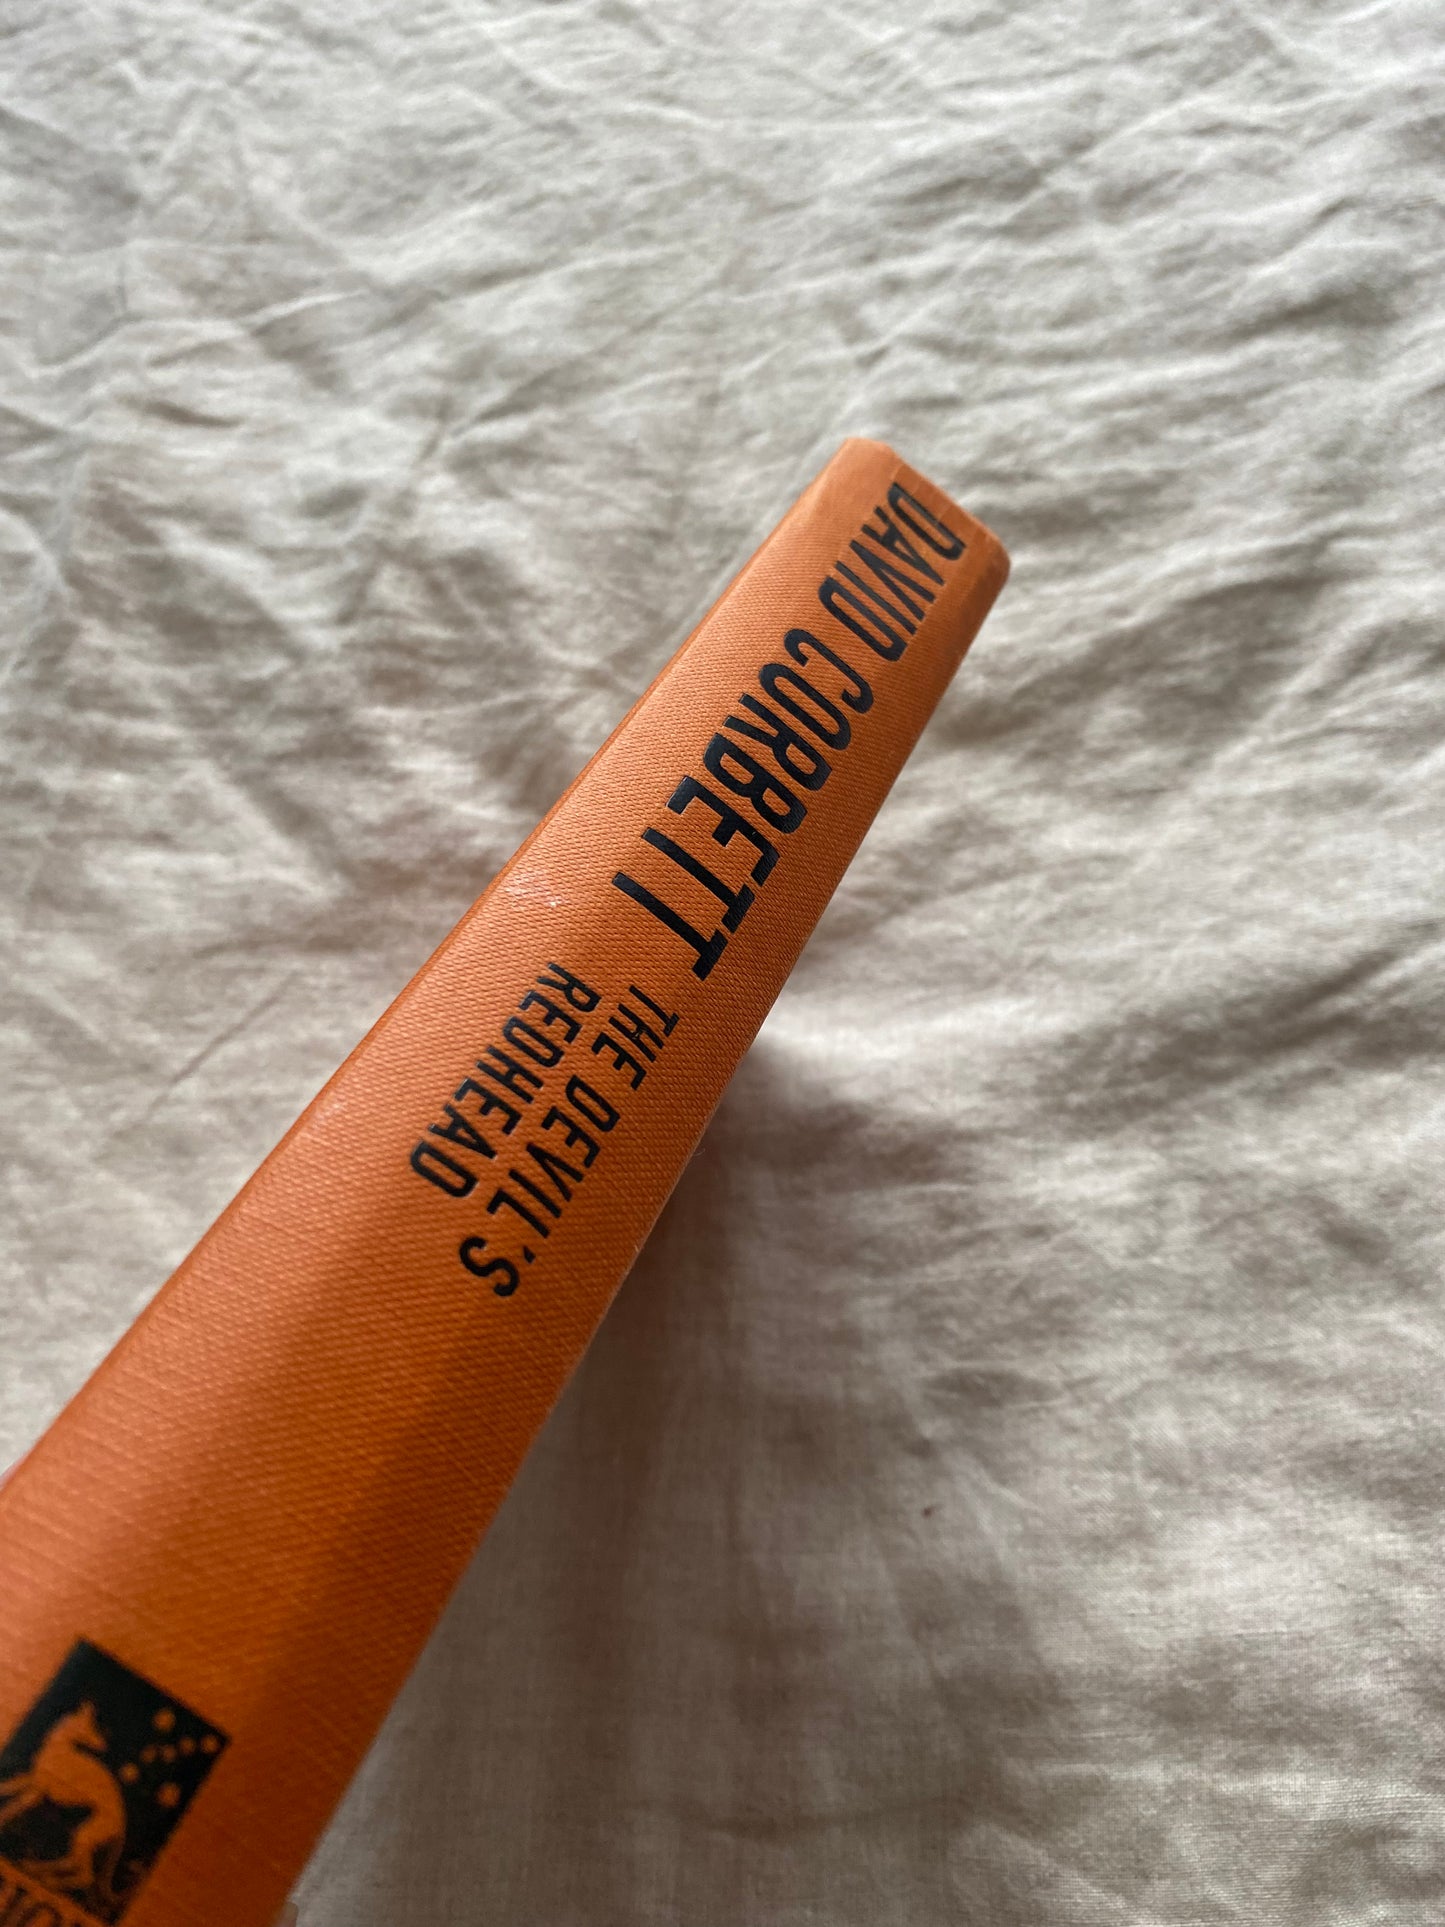 DAVID CORBETT
THE DEVIL'S
REDHEAD